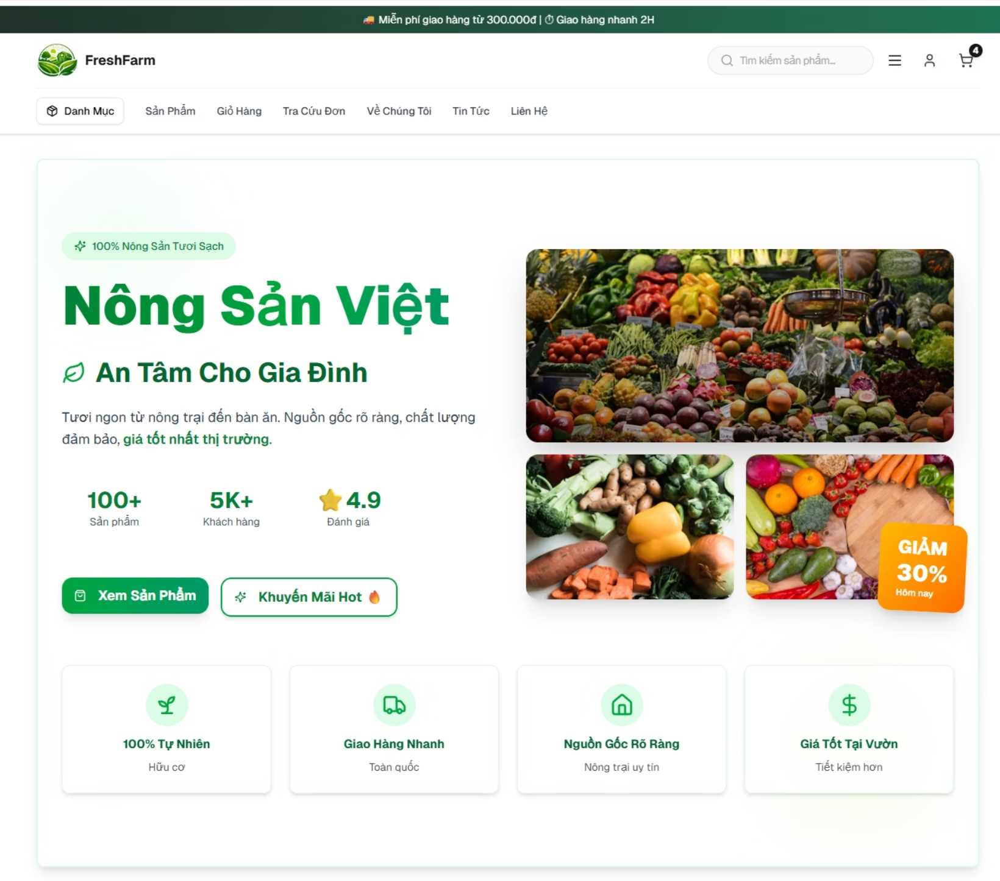 🚚 Miễn phí giao hàng từ 300.000đ | ⏱ Giao hàng nhanh 2H
FreshFarm
Tìm kiếm sản phẩm...
4
Danh Mục
Sản Phẩm
Giỏ Hàng
Tra Cứu Đơn
Về Chúng Tôi
Tin Tức
Liên Hệ
100% Nông Sản Tươi Sạch
Nông Sản Việt
An Tâm Cho Gia Đình
Tươi ngon từ nông trại đến bàn ăn. Nguồn gốc rõ ràng, chất lượng
đảm bảo, giá tốt nhất thị trường.
100+
Sản phẩm
5K+
Khách hàng
⭐ 4.9
Đánh giá
Xem Sản Phẩm
Khuyến Mãi Hot 🔥
GIẢM
30%
Hôm nay
100% Tự Nhiên
Hữu cơ
Giao Hàng Nhanh
Toàn quốc
Nguồn Gốc Rõ Ràng
Nông trại uy tín
Giá Tốt Tại Vườn
Tiết kiệm hơn